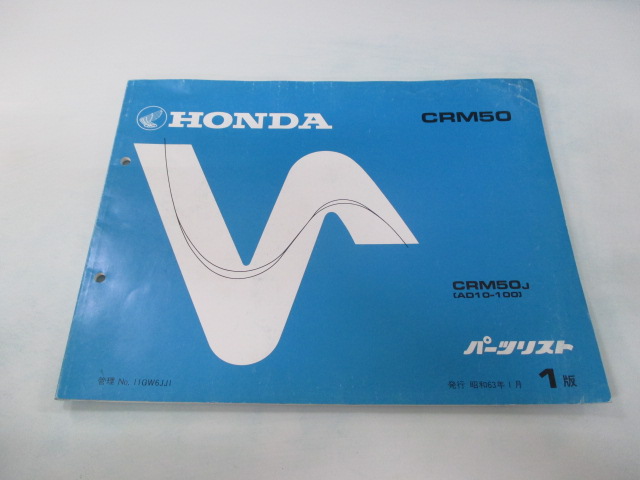 HONDA
CRM50
CRM50J
(AD10-100)
パーツリスト
管理 No. 11GW6JJ1
発行 昭和63年1月 1版